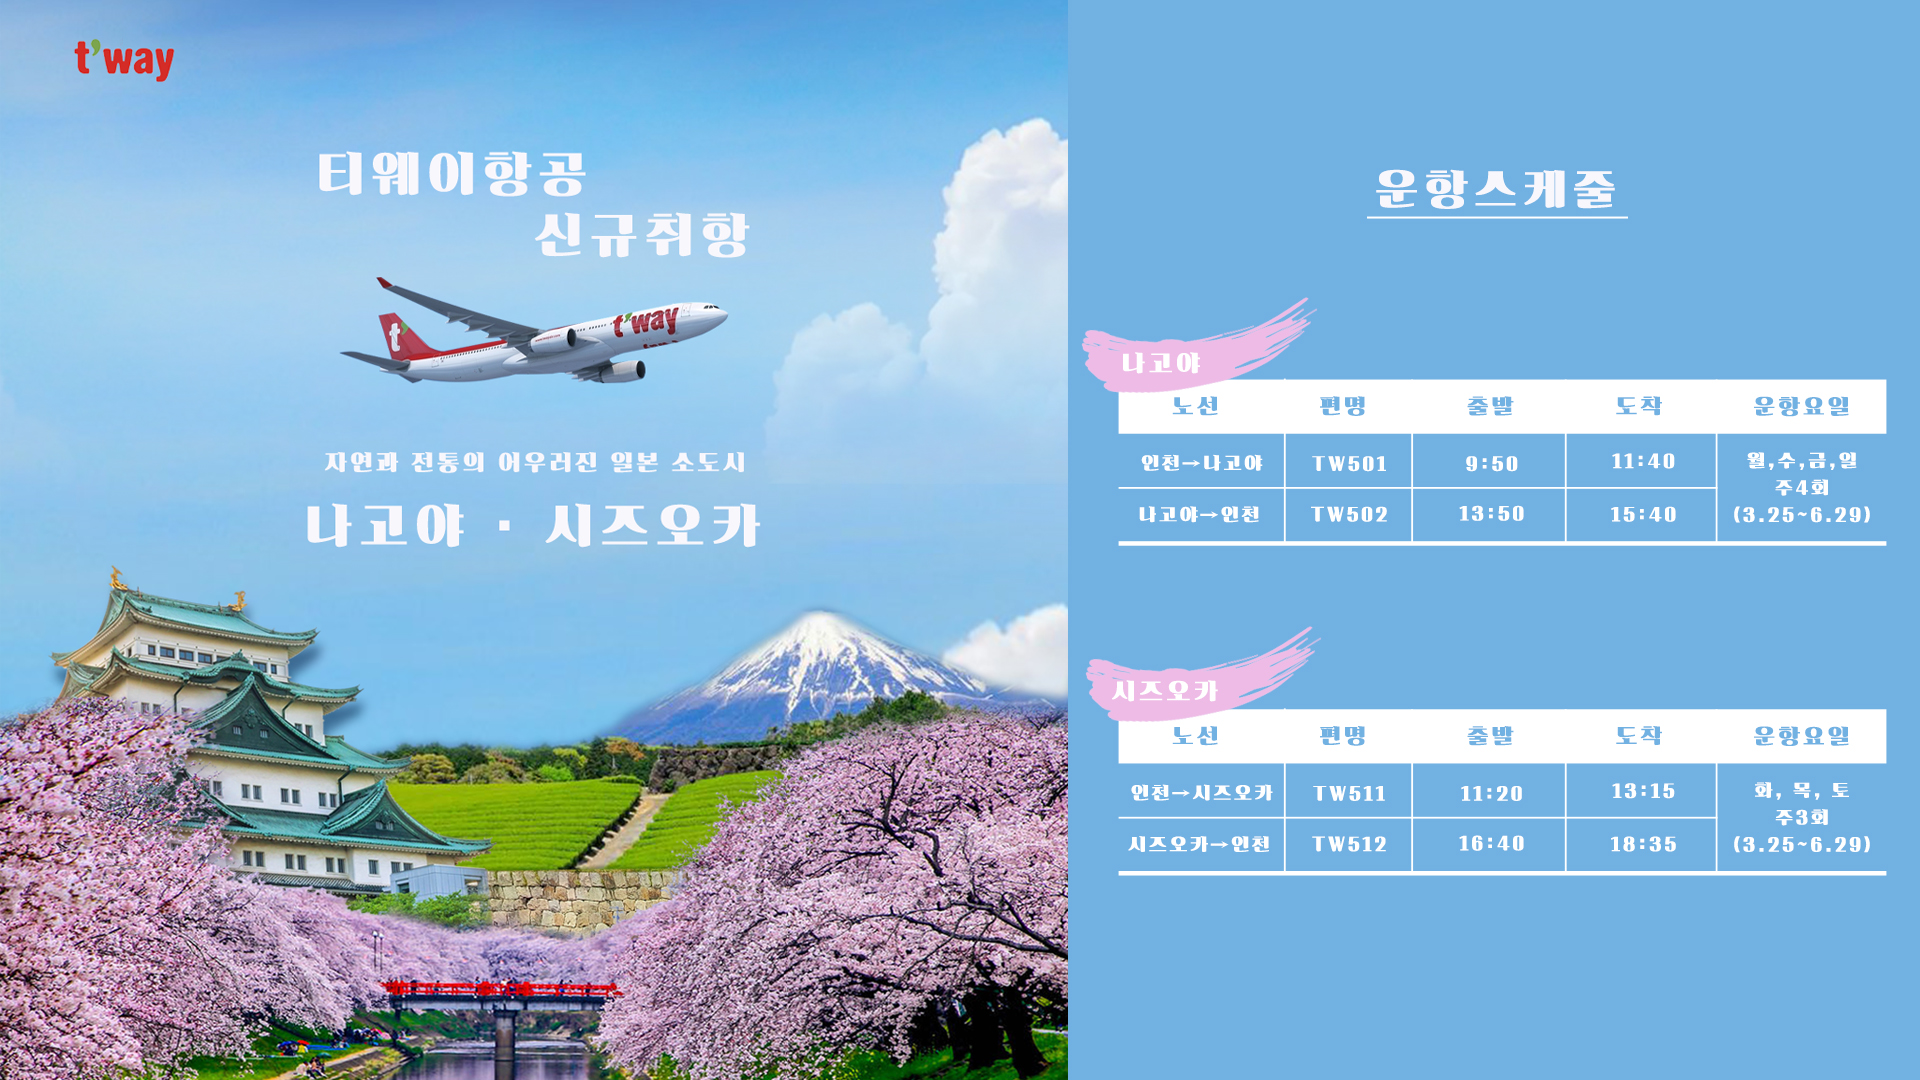 t'way
티웨이항공
신규취항
t'way
t'
자연과 전통의 어우러진 일본 소도시
나고야 · 시즈오카
운항스케줄
나고야
노선 편명 출발 도착 운항요일
인천→나고야 TW501 9:50 11:40
나고야→인천 TW502 13:50 15:40
월,수,금,일
주4회
(3.25~6.29)
시즈오카
노선 편명 출발 도착 운항요일
인천→시즈오카 TW511 11:20 13:15
시즈오카→인천 TW512 16:40 18:35
화, 목, 토
주3회
(3.25~6.29)